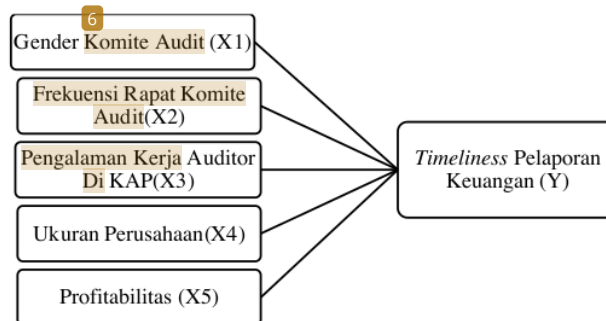 6
Gender Komite Audit (X1)
Frekuensi Rapat Komite
Audit(X2)
Pengalaman Kerja Auditor
Di KAP(X3)
Ukuran Perusahaan(X4)
Profitabilitas (X5)
Timeliness Pelaporan
Keuangan (Y)